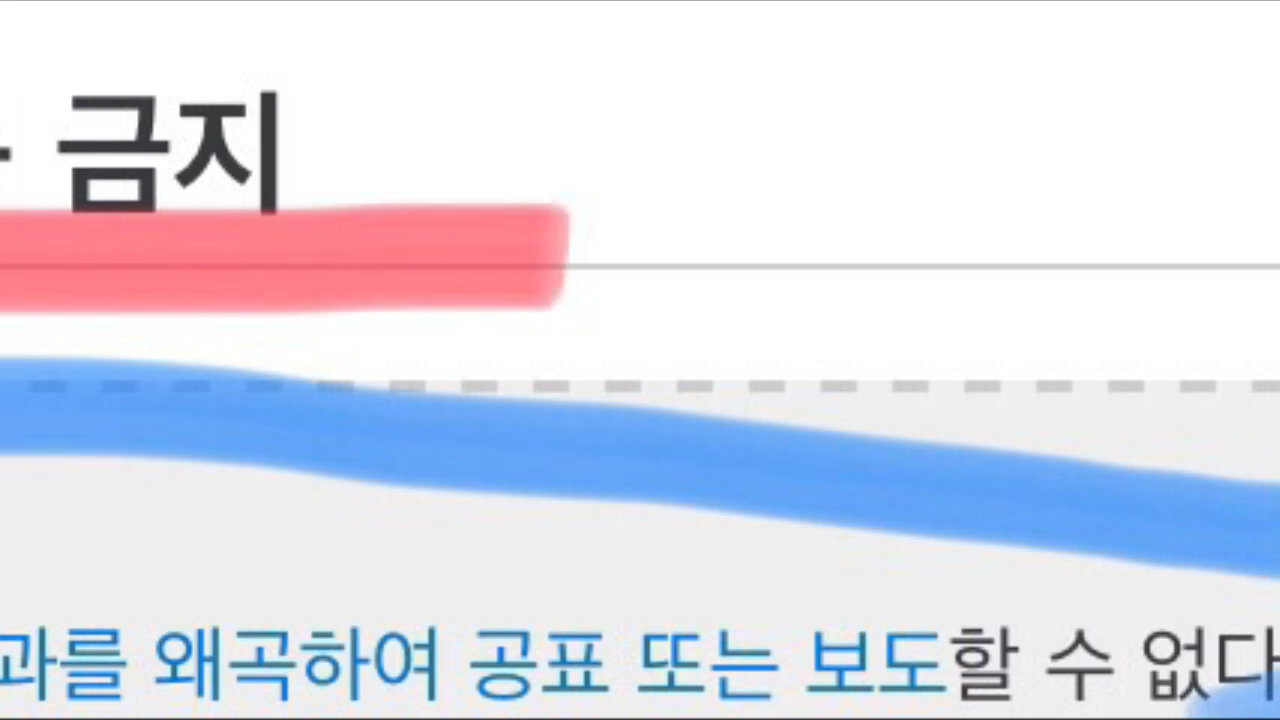 금지
과를 왜곡하여 공표 또는 보도할 수 없다